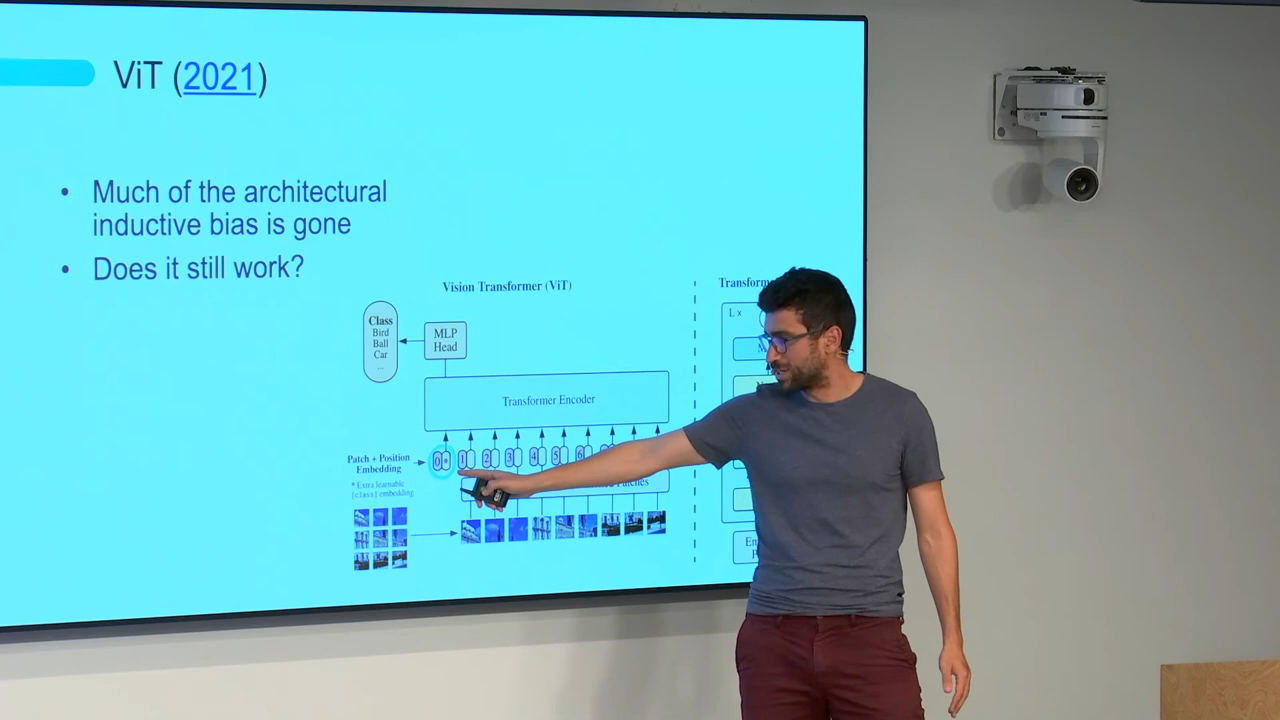 ViT (2021)
• Much of the architectural
inductive bias is gone
• Does it still work?
Vision Transformer (ViT)
Class
Bird
Ball
Car
...
MLP
Head
Transformer Encoder
Patch + Position
Embedding
0 * 1 2 3 4 5 6
* Extra learnable
[class] embedding
Patches
L x